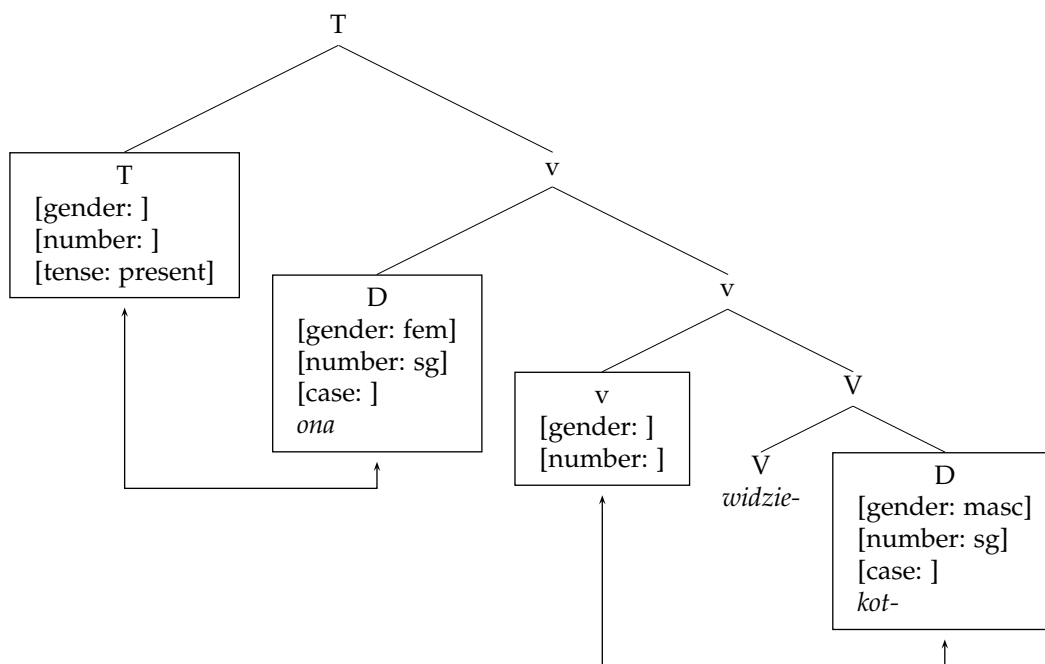 T
T
[gender: ]
[number: ]
[tense: present]
v
D
[gender: fem]
[number: sg]
[case: ]
ona
v
v
[gender: ]
[number: ]
V
V
widzie-
D
[gender: masc]
[number: sg]
[case: ]
kot-